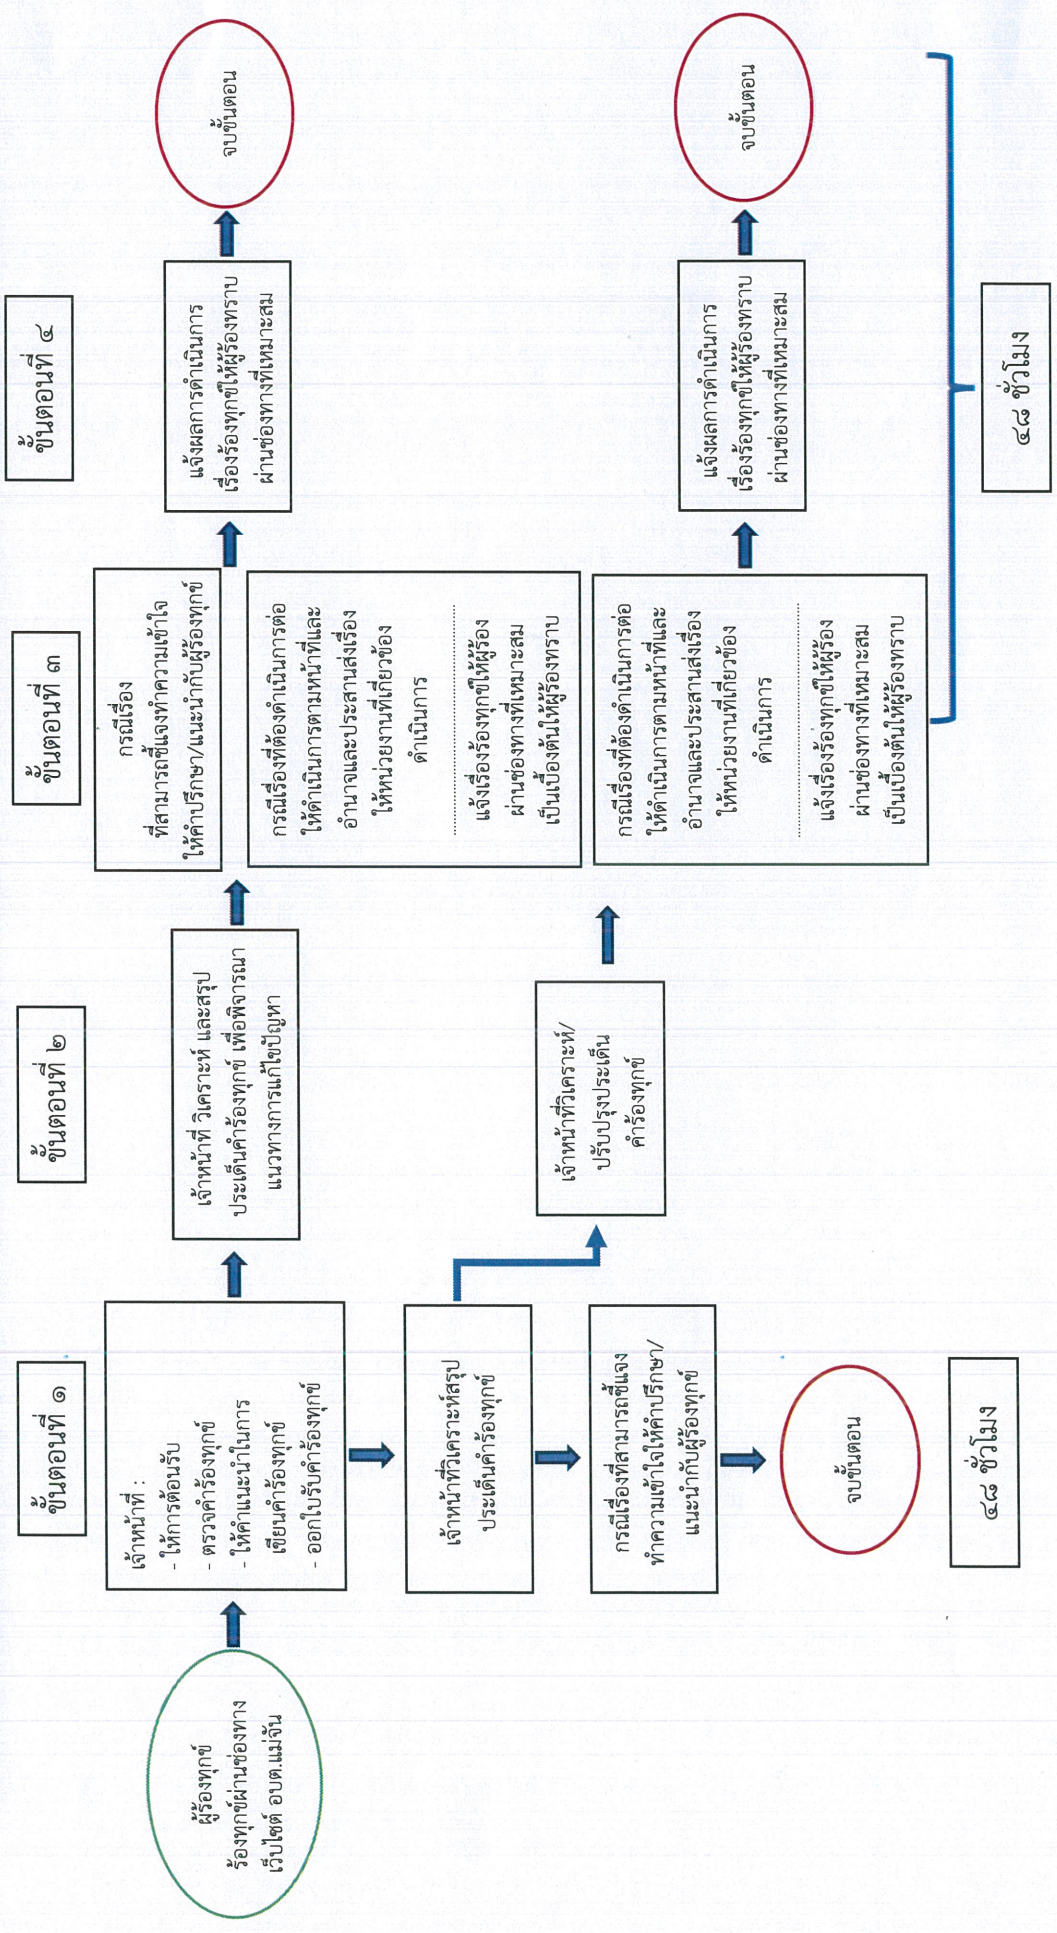 ขั้นตอนที่ ๑
ขั้นตอนที่ ๒
ขั้นตอนที่ ๓
ขั้นตอนที่ ๔
ผู้ร้องทุกข์
ร้องทุกข์ผ่านช่องทาง
เว็บไซต์ อบต.แม่จัน
เจ้าหน้าที่ :
- ให้การต้อนรับ
- ตรวจคำร้องทุกข์
- ให้คำแนะนำในการ
เขียนคำร้องทุกข์
- ออกใบรับคำร้องทุกข์
เจ้าหน้าที่ วิเคราะห์ และสรุป
ประเด็นคำร้องทุกข์ เพื่อพิจารณา
แนวทางการแก้ไขปัญหา
กรณีเรื่อง
ที่สามารถชี้แจงทำความเข้าใจ
ให้คำปรึกษา/แนะนำกับผู้ร้องทุกข์
แจ้งผลการดำเนินการ
เรื่องร้องทุกข์ให้ผู้ร้องทราบ
ผ่านช่องทางที่เหมาะสม
จบขั้นตอน
กรณีเรื่องที่ต้องดำเนินการต่อ
ให้ดำเนินการตามหน้าที่และ
อำนาจและประสานส่งเรื่อง
ให้หน่วยงานที่เกี่ยวข้อง
ดำเนินการ
แจ้งเรื่องร้องทุกข์ให้ผู้ร้อง
ผ่านช่องทางที่เหมาะสม
เป็นเบื้องต้นให้ผู้ร้องทราบ
เจ้าหน้าที่วิเคราะห์สรุป
ประเด็นคำร้องทุกข์
เจ้าหน้าที่วิเคราะห์/
ปรับปรุงประเด็น
คำร้องทุกข์
กรณีเรื่องที่ต้องดำเนินการต่อ
ให้ดำเนินการตามหน้าที่และ
อำนาจและประสานส่งเรื่อง
ให้หน่วยงานที่เกี่ยวข้อง
ดำเนินการ
แจ้งเรื่องร้องทุกข์ให้ผู้ร้อง
ผ่านช่องทางที่เหมาะสม
เป็นเบื้องต้นให้ผู้ร้องทราบ
แจ้งผลการดำเนินการ
เรื่องร้องทุกข์ให้ผู้ร้องทราบ
ผ่านช่องทางที่เหมาะสม
จบขั้นตอน
กรณีเรื่องที่สามารถชี้แจง
ทำความเข้าใจให้คำปรึกษา/
แนะนำกับผู้ร้องทุกข์
จบขั้นตอน
๔๘ ชั่วโมง
๔๘ ชั่วโมง